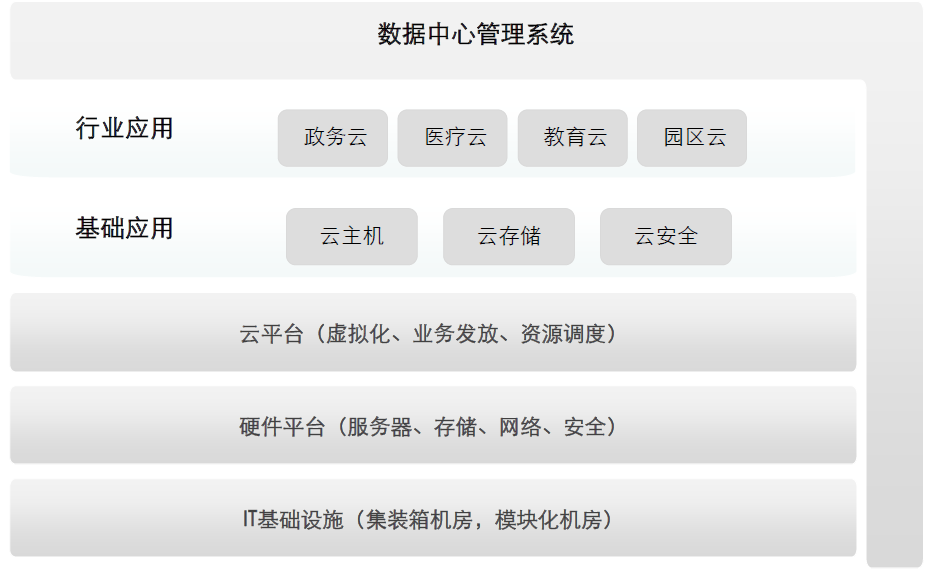 数据中心管理系统
行业应用
政务云 医疗云 教育云 园区云
基础应用
云主机 云存储 云安全
云平台（虚拟化、业务发放、资源调度）
硬件平台（服务器、存储、网络、安全）
IT基础设施（集装箱机房，模块化机房）